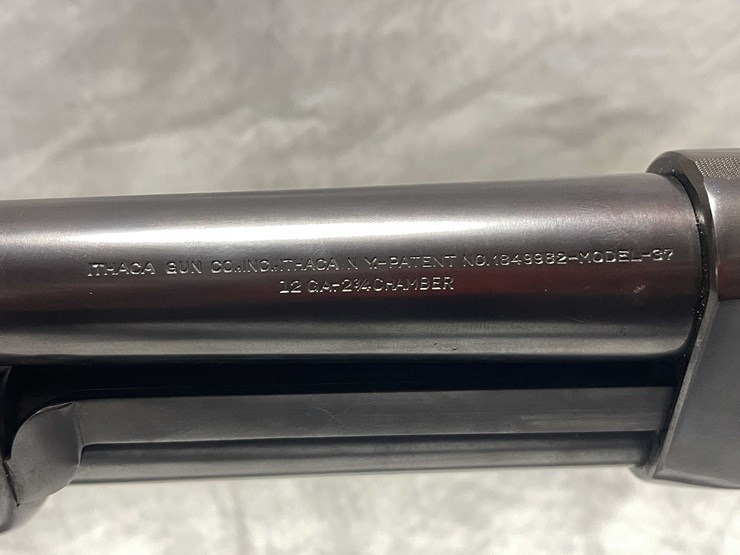 ITHACA GUN CO.,INC.,ITHACA N Y.-PATENT NO.1849982-MODEL-37
12 GA-2¾ CHAMBER